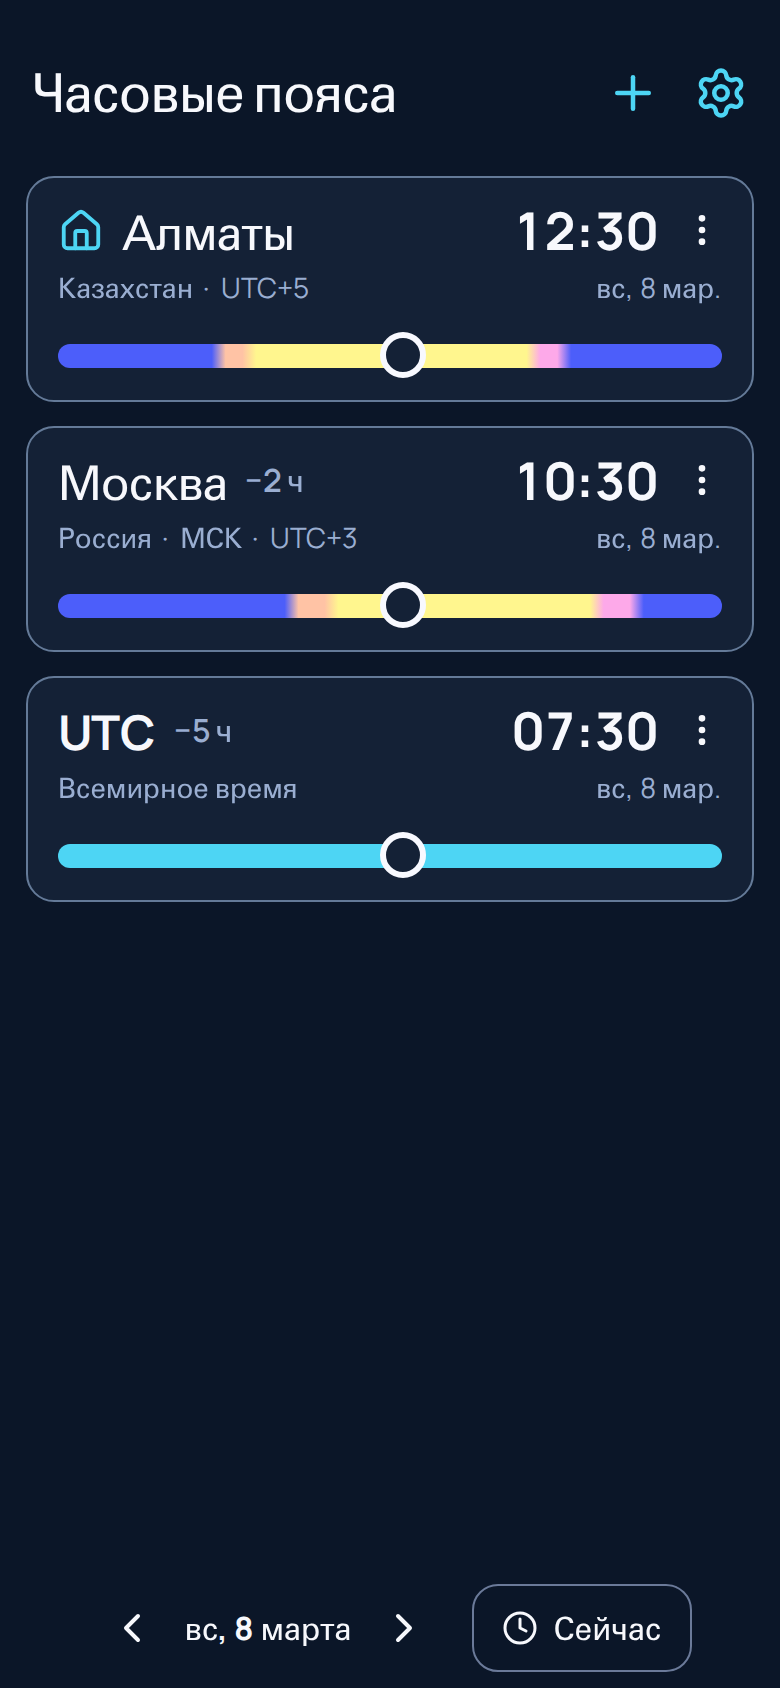 Часовые пояса
Алматы 12:30
Казахстан · UTC+5 вс, 8 мар.
Москва −2 ч 10:30
Россия · МСК · UTC+3 вс, 8 мар.
UTC −5 ч 07:30
Всемирное время вс, 8 мар.
вс, 8 марта Сейчас